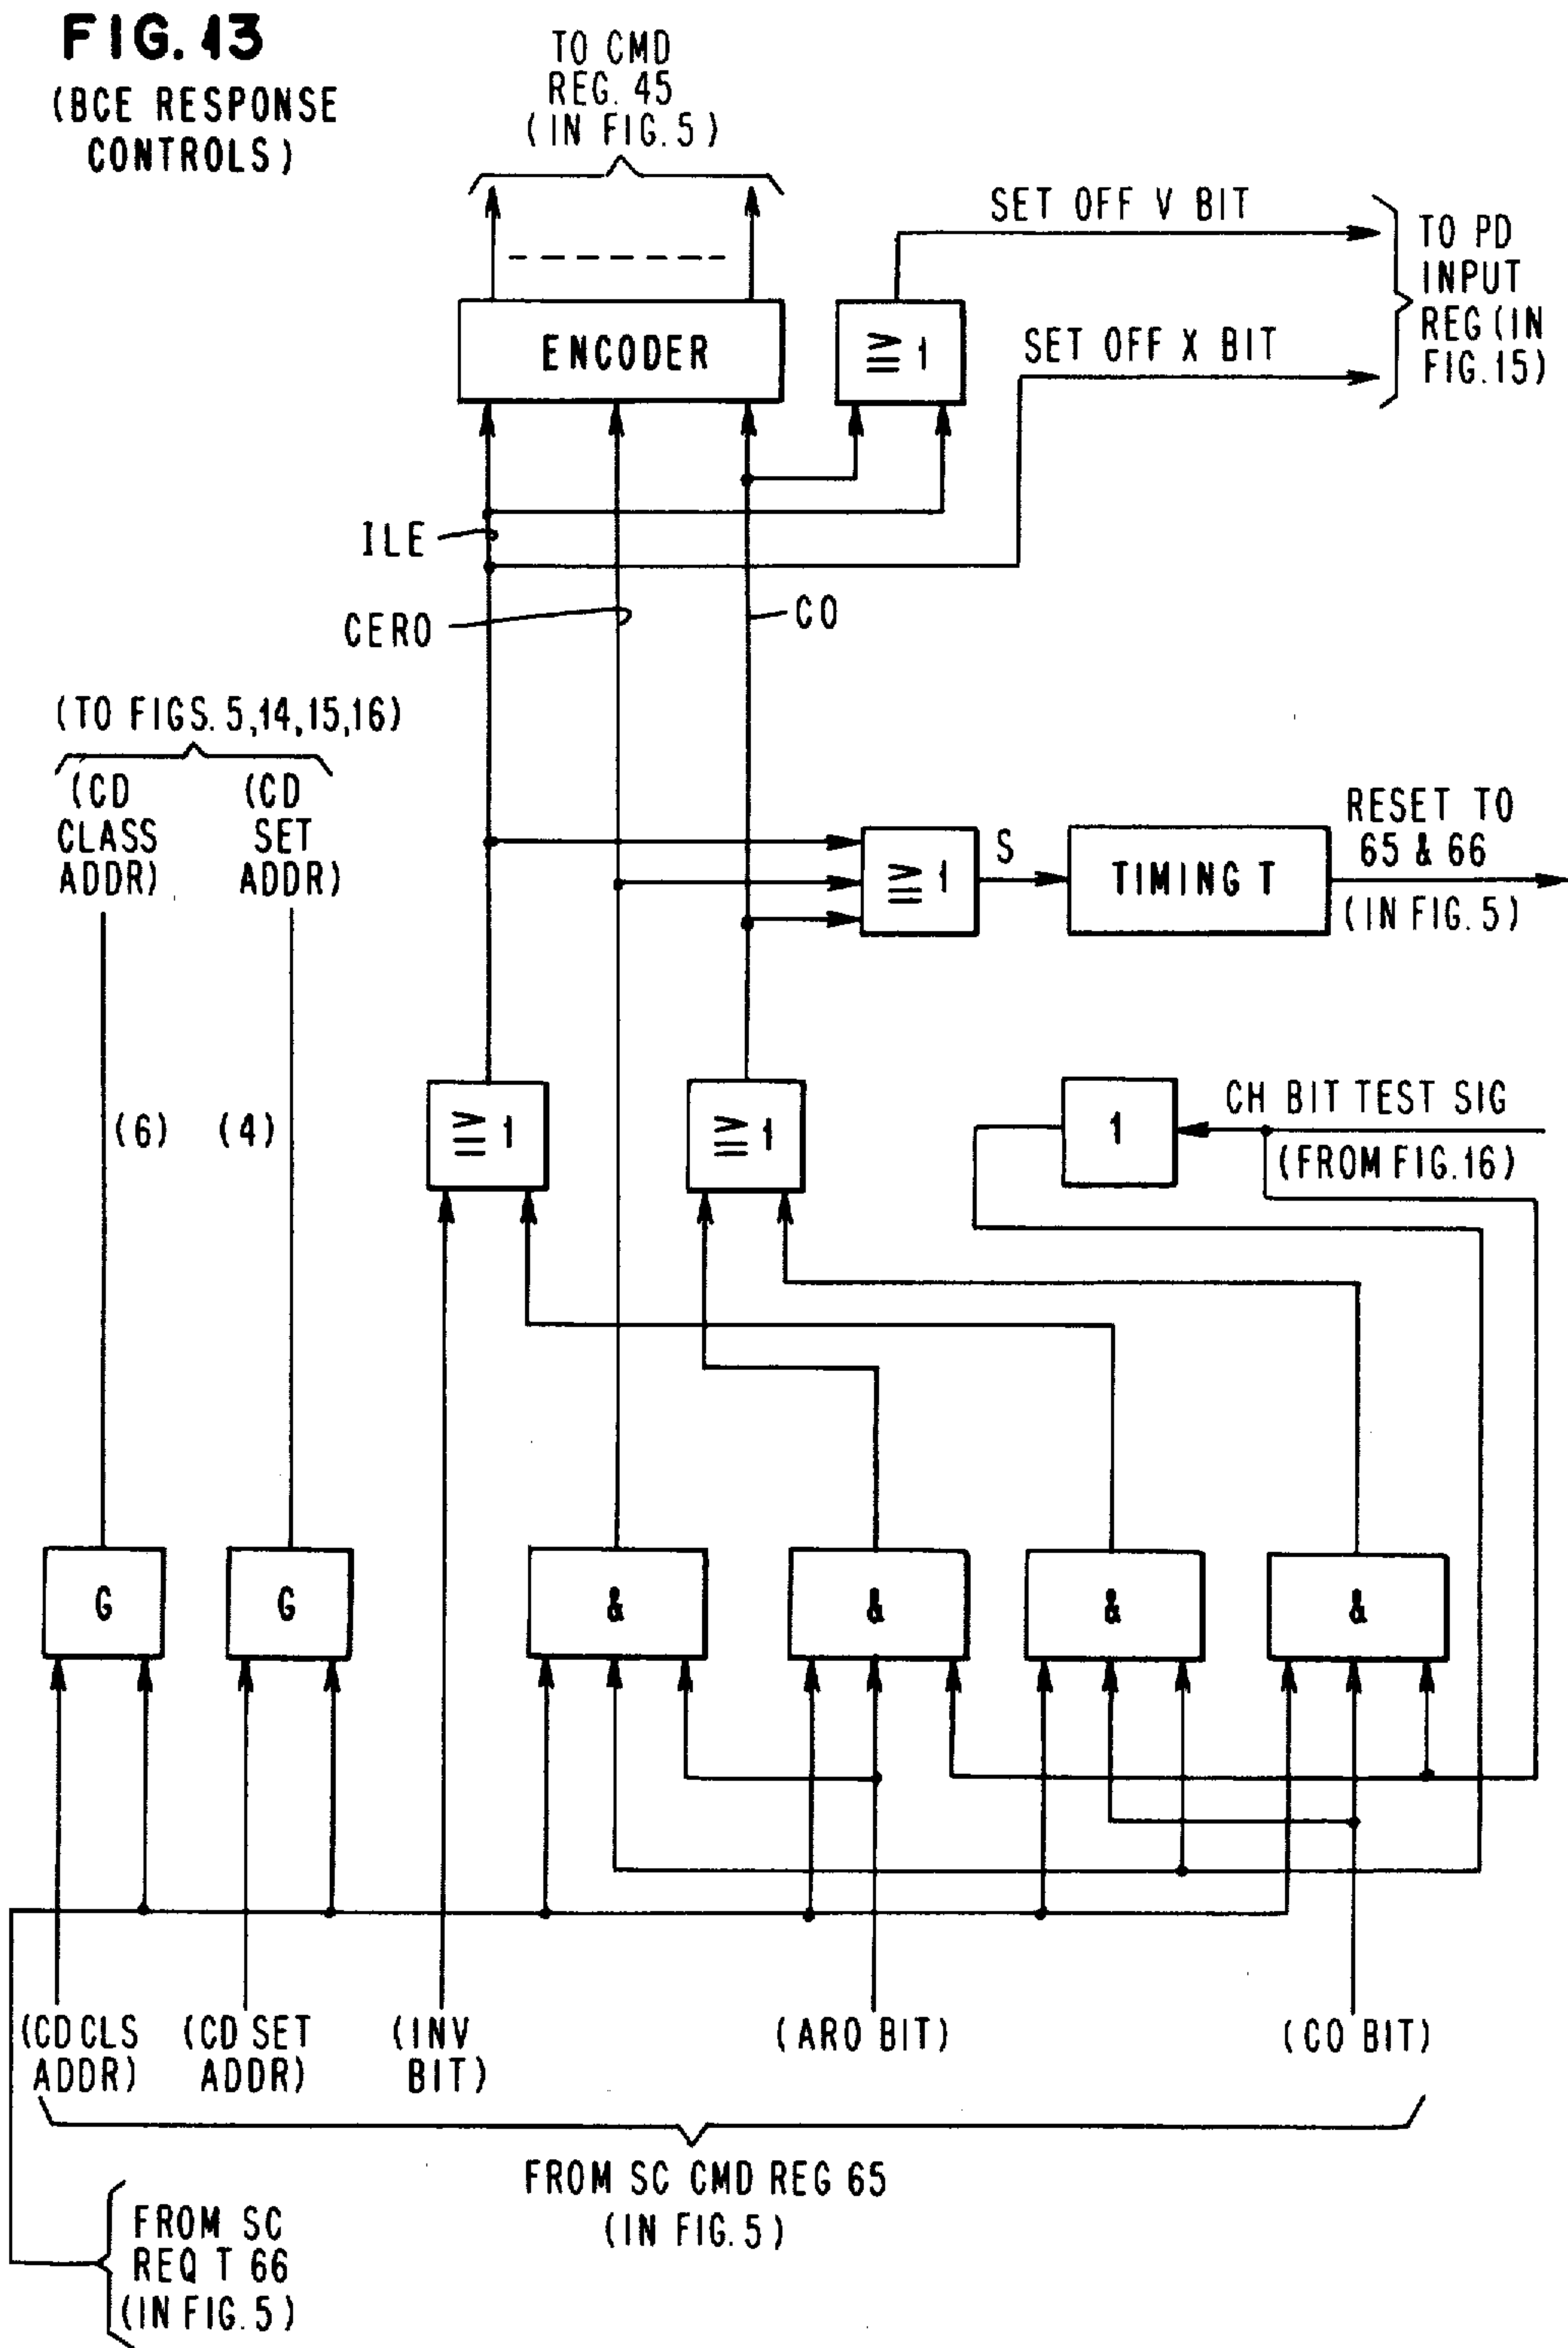 FIG. 13
(BCE RESPONSE
CONTROLS)
TO CMD
REG. 45
(IN FIG. 5)
SET OFF V BIT
SET OFF X BIT
TO PD
INPUT
REG (IN
FIG. 15)
ENCODER
≥ 1
ILE
CERO
CO
(TO FIGS. 5,14,15,16)
(CD
CLASS
ADDR)
(CD
SET
ADDR)
≥ 1
S
TIMING T
RESET TO
65 & 66
(IN FIG. 5)
(6)
(4)
≥ 1
≥ 1
1
CH BIT TEST SIG
(FROM FIG. 16)
G
G
&
&
&
&
(CD CLS
ADDR)
(CD SET
ADDR)
(INV
BIT)
(ARO BIT)
(CO BIT)
FROM SC CMD REG 65
(IN FIG. 5)
FROM SC
REQ T 66
(IN FIG. 5)